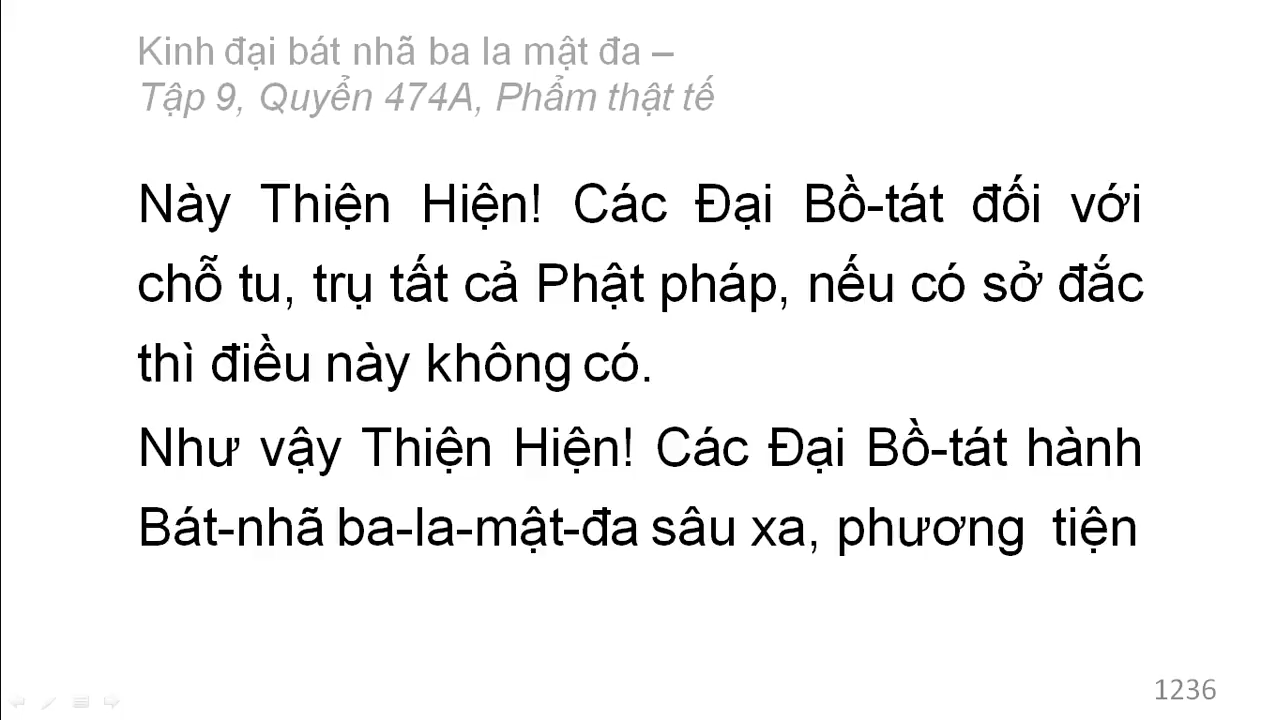 Kinh đại bát nhã ba la mật đa –
Tập 9, Quyển 474A, Phẩm thật tế
Này Thiện Hiện! Các Đại Bồ-tát đối với
chỗ tu, trụ tất cả Phật pháp, nếu có sở đắc
thì điều này không có.
Như vậy Thiện Hiện! Các Đại Bồ-tát hành
Bát-nhã ba-la-mật-đa sâu xa, phương tiện
1236